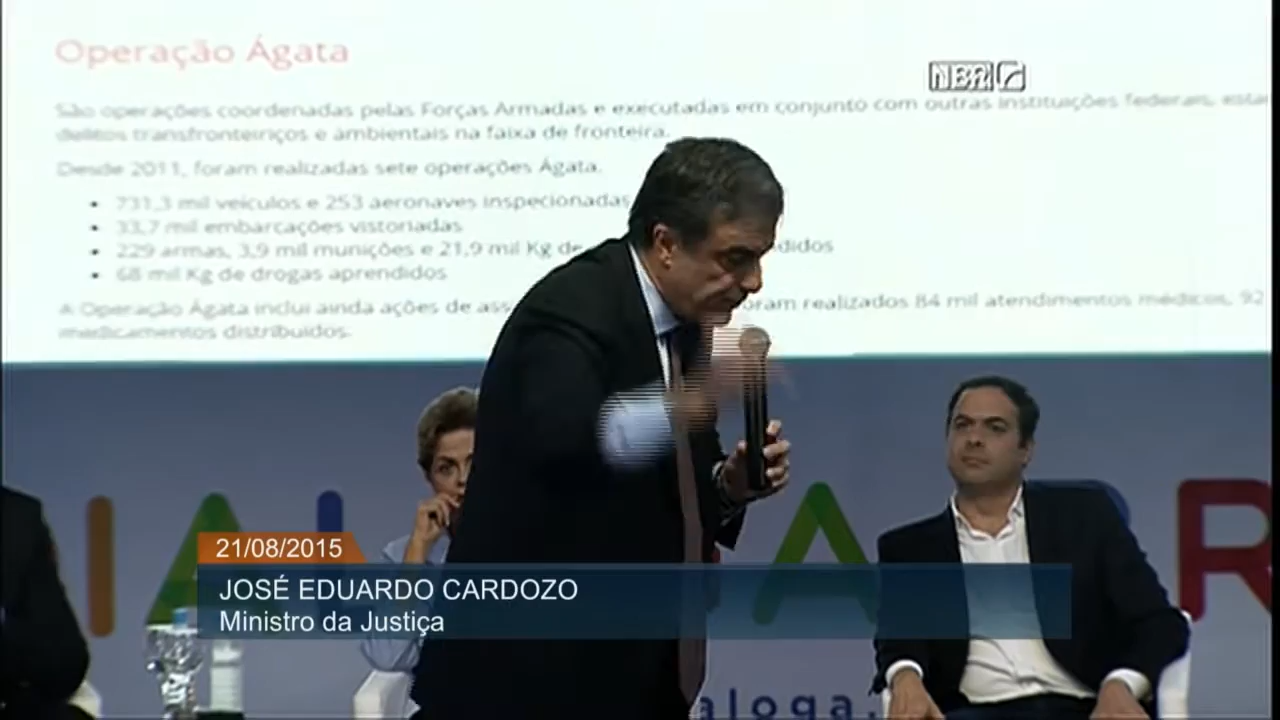 Operação Ágata
NBR
São operações coordenadas pelas Forças Armadas e executadas em conjunto com outras instituições federais,
delitos transfronteiriços e ambientais na faixa de fronteira.
Desde 2011, foram realizadas sete operações Ágata.
• 731,3 mil veículos e 253 aeronaves inspecionadas
• 33,7 mil embarcações vistoriadas
• 229 armas, 3,9 mil munições e 21,9 mil Kg de didos
• 68 mil Kg de drogas aprendidos
A Operação Ágata inclui ainda ações de ass oram realizados 84 mil atendimentos médicos, 92
medicamentos distribuídos.
IAL A R
21/08/2015
JOSÉ EDUARDO CARDOZO
Ministro da Justiça
aloga.